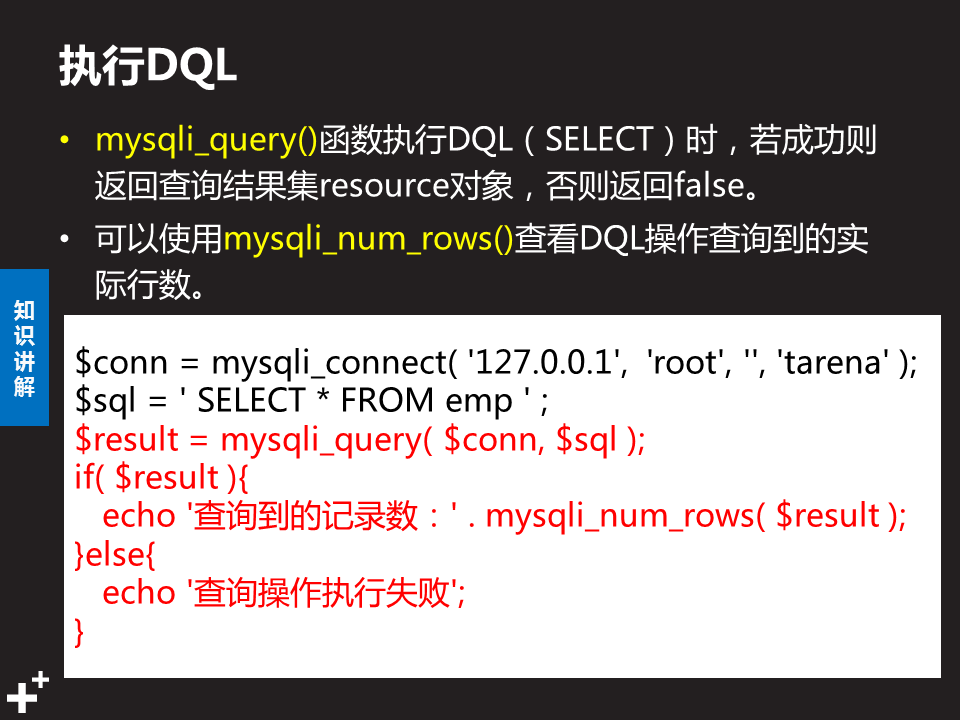 执行DQL
• mysqli_query()函数执行DQL（SELECT）时，若成功则
返回查询结果集resource对象，否则返回false。
• 可以使用mysqli_num_rows()查看DQL操作查询到的实
际行数。
知
识
讲
解
$conn = mysqli_connect( '127.0.0.1',  'root', '', 'tarena' );
$sql = ' SELECT * FROM emp ' ;
$result = mysqli_query( $conn, $sql );
if( $result ){
   echo '查询到的记录数：' . mysqli_num_rows( $result );
}else{
   echo '查询操作执行失败';
}